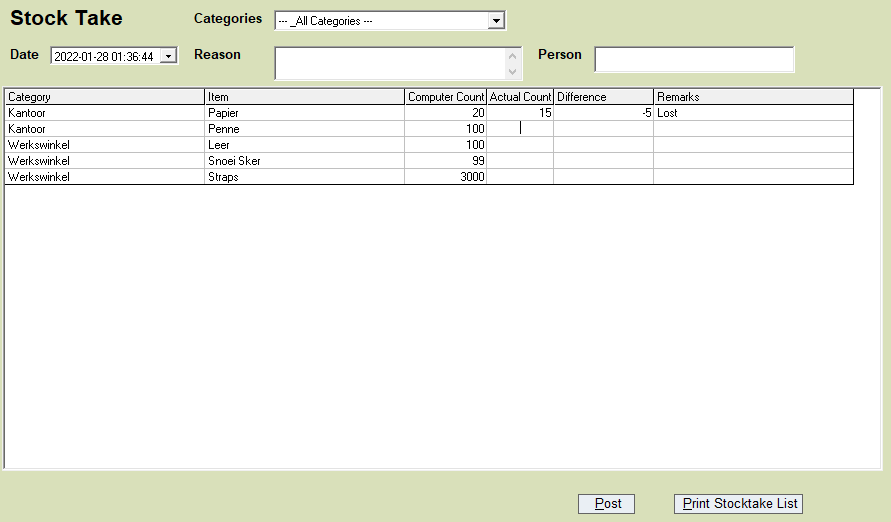 Stock Take
Categories --- _All Categories ---
Date 2022-01-28 01:36:44 Reason Person
Category Item Computer Count Actual Count Difference Remarks
Kantoor Papier 20 15 -5 Lost
Kantoor Penne 100
Werkswinkel Leer 100
Werkswinkel Snoei Sker 99
Werkswinkel Straps 3000
Post Print Stocktake List